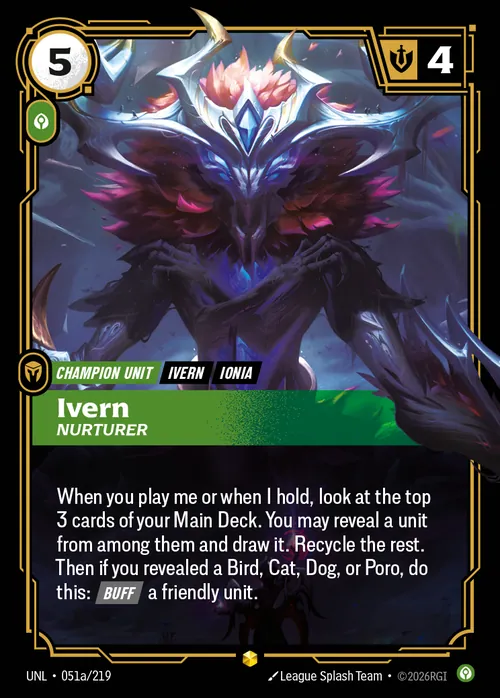 5
4
CHAMPION UNIT IVERN IONIA
Ivern
NURTURER
When you play me or when I hold, look at the top
3 cards of your Main Deck. You may reveal a unit
from among them and draw it. Recycle the rest.
Then if you revealed a Bird, Cat, Dog, or Poro, do
this: BUFF a friendly unit.
UNL • 051a/219
League Splash Team • ©2026RGI